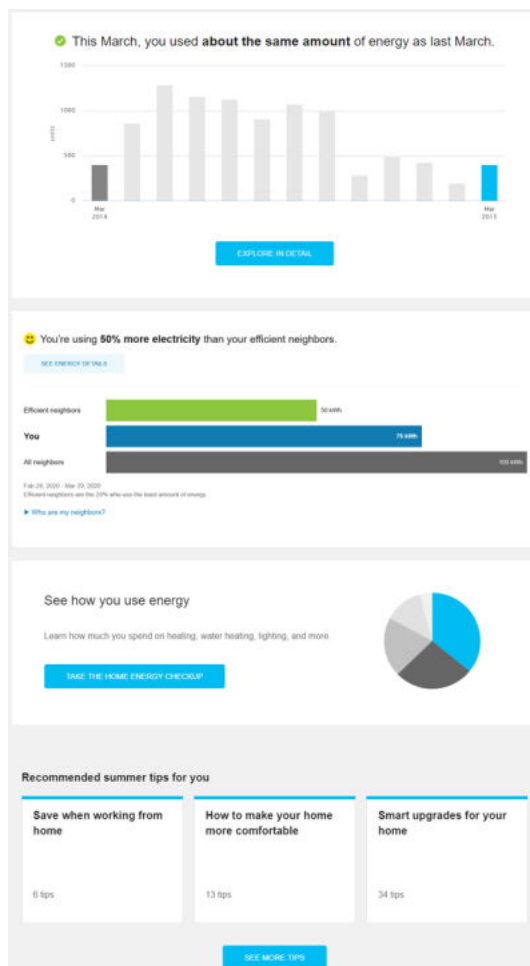 This March, you used about the same amount of energy as last March.
1500
1000
500
0
units
Mar
2014
Mar
2015
EXPLORE IN DETAIL
You're using 50% more electricity than your efficient neighbors.
SEE ENERGY DETAILS
Efficient neighbors
50 kWh
You
75 kWh
All neighbors
100 kWh
Feb 28, 2020 - Mar 29, 2020
Efficient neighbors are the 20% who use the least amount of energy.
▶ Who are my neighbors?
See how you use energy
Learn how much you spend on heating, water heating, lighting, and more.
TAKE THE HOME ENERGY CHECKUP
Recommended summer tips for you
Save when working from
home
6 tips
How to make your home
more comfortable
13 tips
Smart upgrades for your
home
34 tips
SEE MORE TIPS